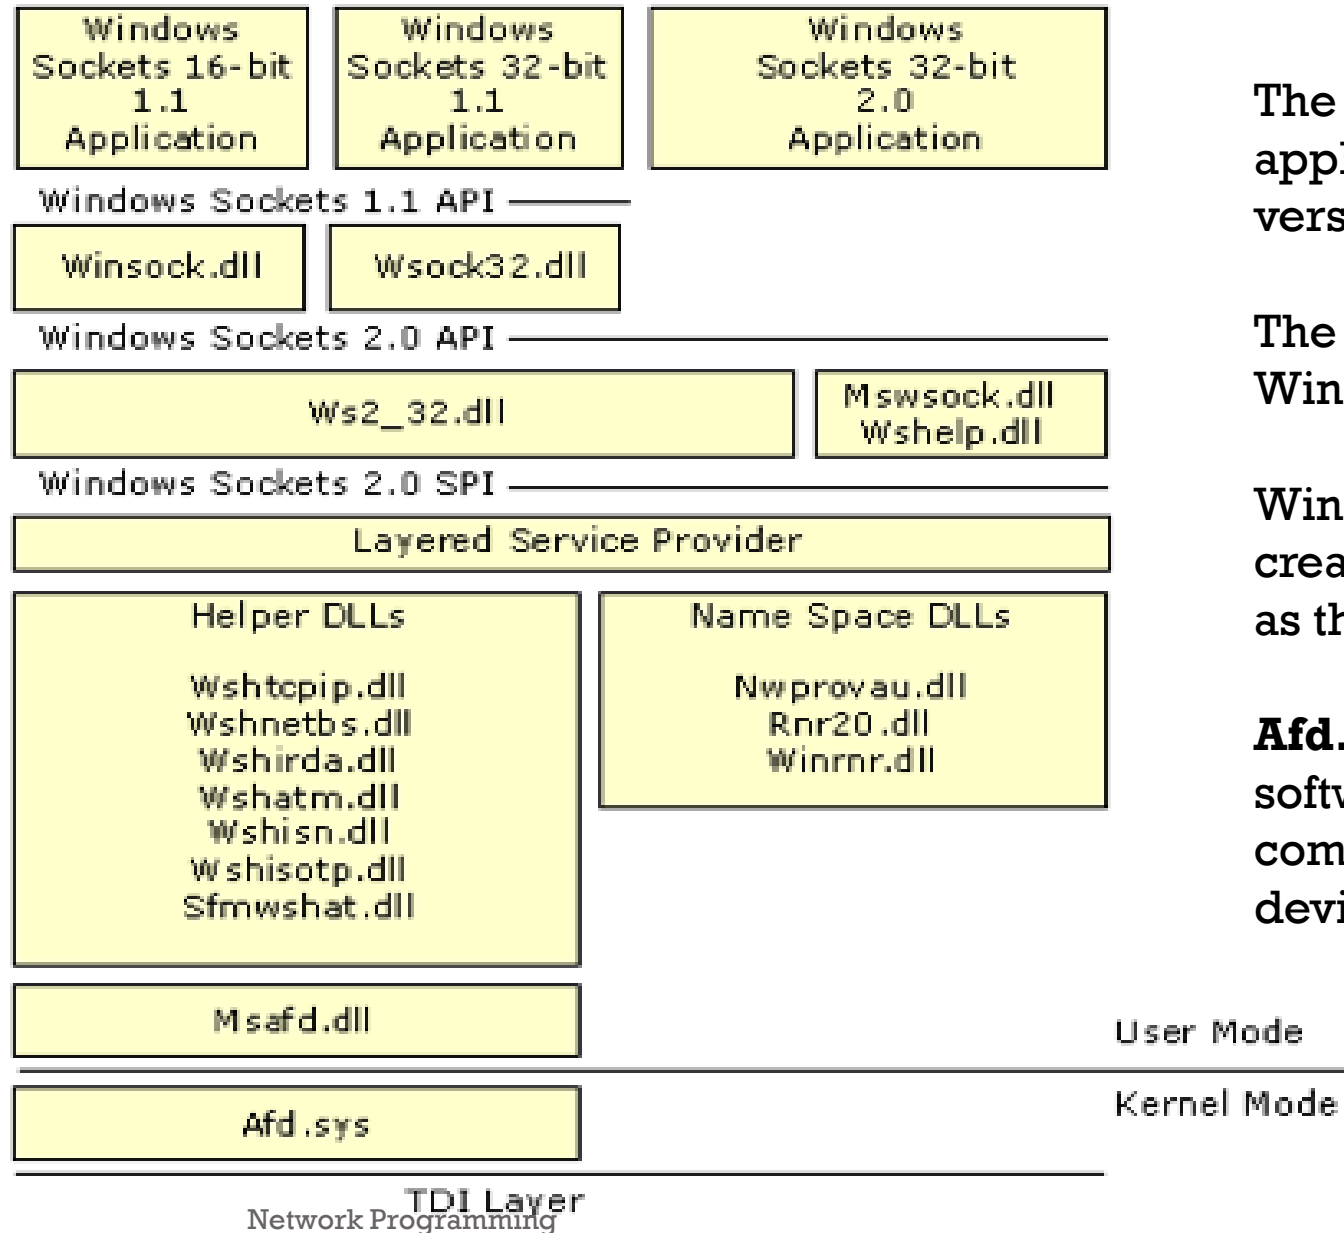 Windows
Sockets 16-bit
1.1
Application
Windows
Sockets 32-bit
1.1
Application
Windows
Sockets 32-bit
2.0
Application
Windows Sockets 1.1 API
Winsock.dll
Wsock32.dll
Windows Sockets 2.0 API
Ws2_32.dll
Mswsock.dll
Wshelp.dll
Windows Sockets 2.0 SPI
Layered Service Provider
Helper DLLs
Wshtcpip.dll
Wshnetbs.dll
Wshirda.dll
Wshatm.dll
Wshisn.dll
Wshisotp.dll
Sfmwshat.dll
Name Space DLLs
Nwprovau.dll
Rnr20.dll
Winrnr.dll
Msafd.dll
User Mode
Kernel Mode
Afd.sys
TDI Layer
Network Programming
The
appl
vers
The
Win
Win
crea
as th
Afd.
softw
com
devi